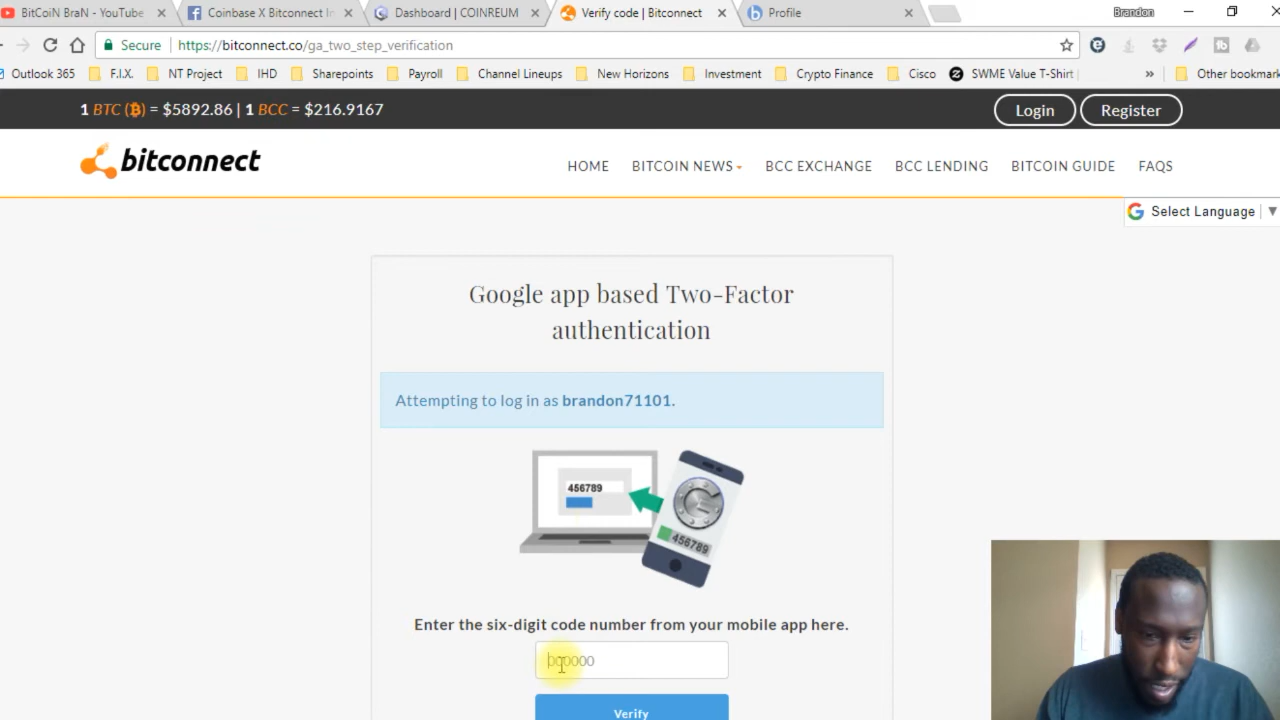 BitCoiN BraN - YouTube
Coinbase X Bitconnect In
Dashboard | COINREUM
Verify code | Bitconnect
Profile
Brandon
Secure | https://bitconnect.co/ga_two_step_verification
Outlook 365 F.I.X. NT Project IHD Sharepoints Payroll Channel Lineups New Horizons Investment Crypto Finance Cisco SWME Value T-Shirt » Other bookmark
1 BTC (₿) = $5892.86 | 1 BCC = $216.9167
Login Register
bitconnect
HOME BITCOIN NEWS BCC EXCHANGE BCC LENDING BITCOIN GUIDE FAQS
Select Language
Google app based Two-Factor
authentication
Attempting to log in as brandon71101.
456789
456789
Enter the six-digit code number from your mobile app here.
000000
Verify